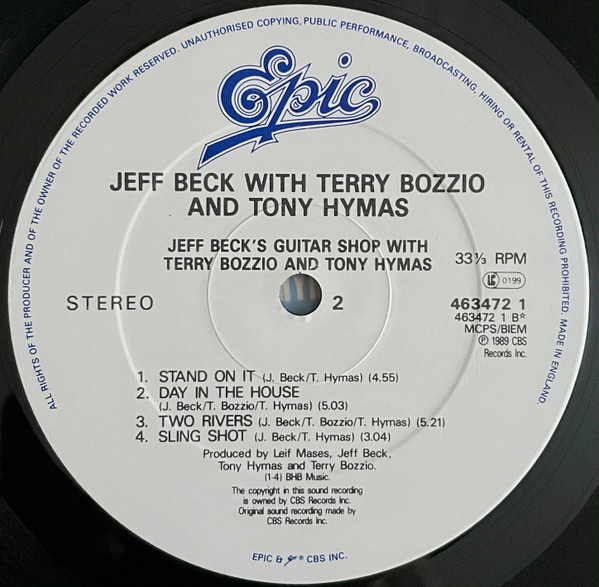 ALL RIGHTS OF THE PRODUCER AND OF THE OWNER OF THE RECORDED WORK RESERVED. UNAUTHORISED COPYING, PUBLIC PERFORMANCE, BROADCASTING, HIRING OR RENTAL OF THIS RECORDING PROHIBITED. MADE IN ENGLAND.
Epic
JEFF BECK WITH TERRY BOZZIO
AND TONY HYMAS
JEFF BECK'S GUITAR SHOP WITH
TERRY BOZZIO AND TONY HYMAS
33⅓ RPM
LC 0199
STEREO
2
463472 1
463472 1 B*
MCPS/BIEM
℗ 1989 CBS
Records Inc.
1. STAND ON IT (J. Beck/T. Hymas) (4.55)
2. DAY IN THE HOUSE
(J. Beck/T. Bozzio/T. Hymas) (5.03)
3. TWO RIVERS (J. Beck/T. Bozzio/T. Hymas) (5.21)
4. SLING SHOT (J. Beck/T. Hymas) (3.04)
Produced by Leif Mases, Jeff Beck,
Tony Hymas and Terry Bozzio.
(1-4) BHB Music.
The copyright in this sound recording
is owned by CBS Records Inc.
Original sound recording made by
CBS Records Inc.
EPIC & ® CBS INC.